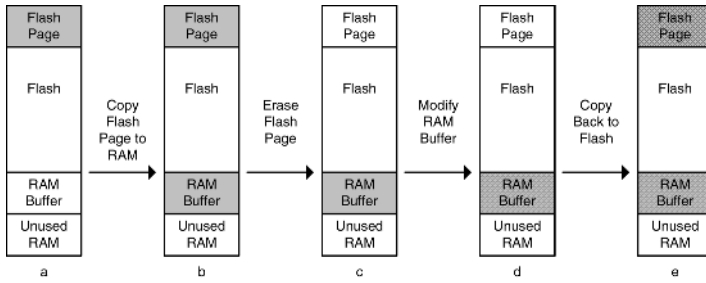 Flash
Page
Flash
RAM
Buffer
Unused
RAM
a
Copy
Flash
Page to
RAM
Flash
Page
Flash
RAM
Buffer
Unused
RAM
b
Erase
Flash
Page
Flash
Page
Flash
RAM
Buffer
Unused
RAM
c
Modify
RAM
Buffer
Flash
Page
Flash
RAM
Buffer
Unused
RAM
d
Copy
Back to
Flash
Flash
Page
Flash
RAM
Buffer
Unused
RAM
e